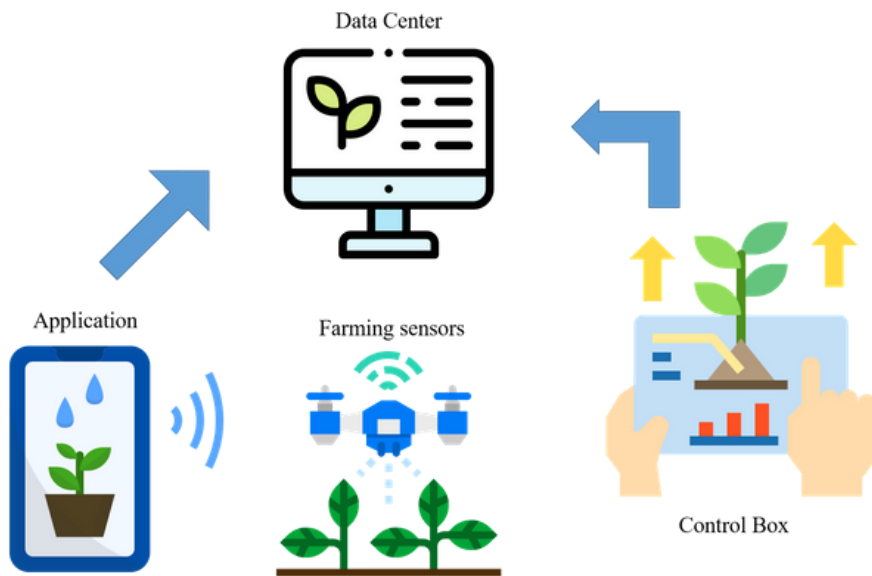 Data Center
Application
Farming sensors
Control Box